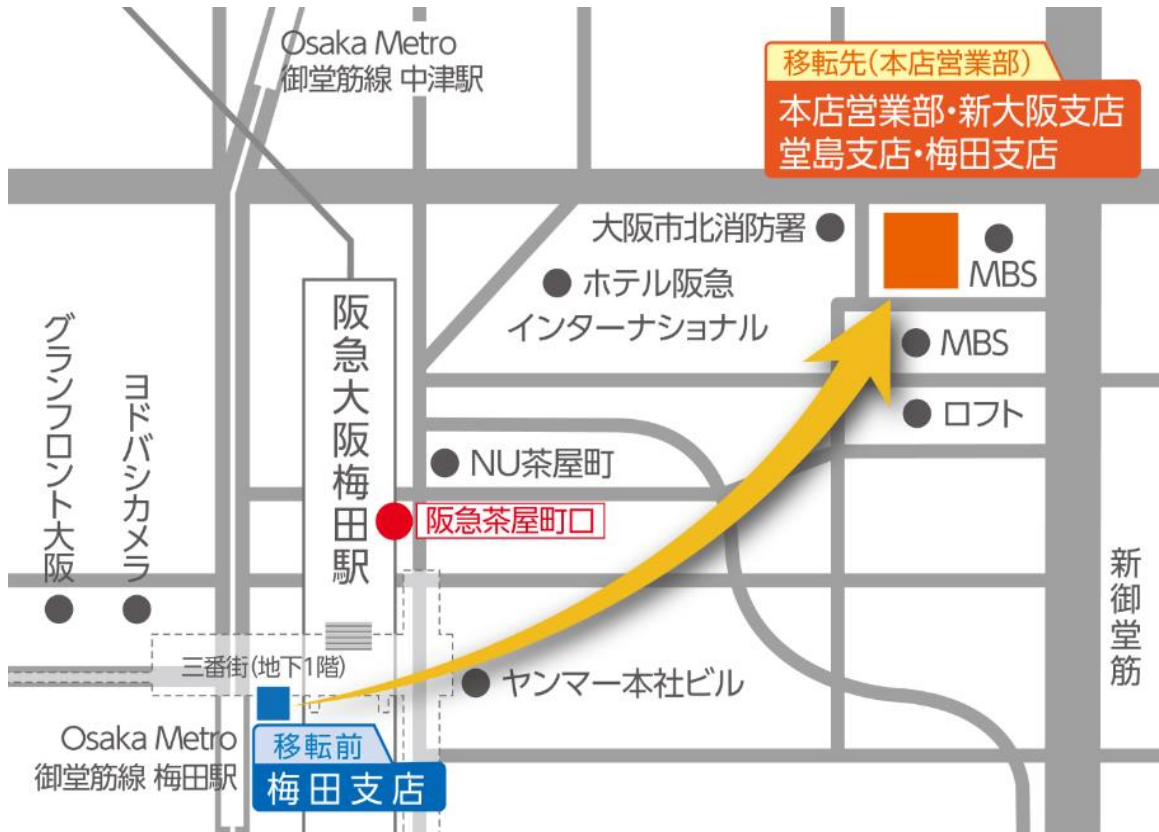 Osaka Metro
御堂筋線 中津駅
移転先(本店営業部)
本店営業部・新大阪支店
堂島支店・梅田支店
大阪市北消防署
MBS
ホテル阪急
インターナショナル
MBS
ロフト
阪急大阪梅田駅
グランフロント大阪
ヨドバシカメラ
NU茶屋町
阪急茶屋町口
新御堂筋
三番街(地下1階)
ヤンマー本社ビル
Osaka Metro
御堂筋線 梅田駅
移転前
梅田支店